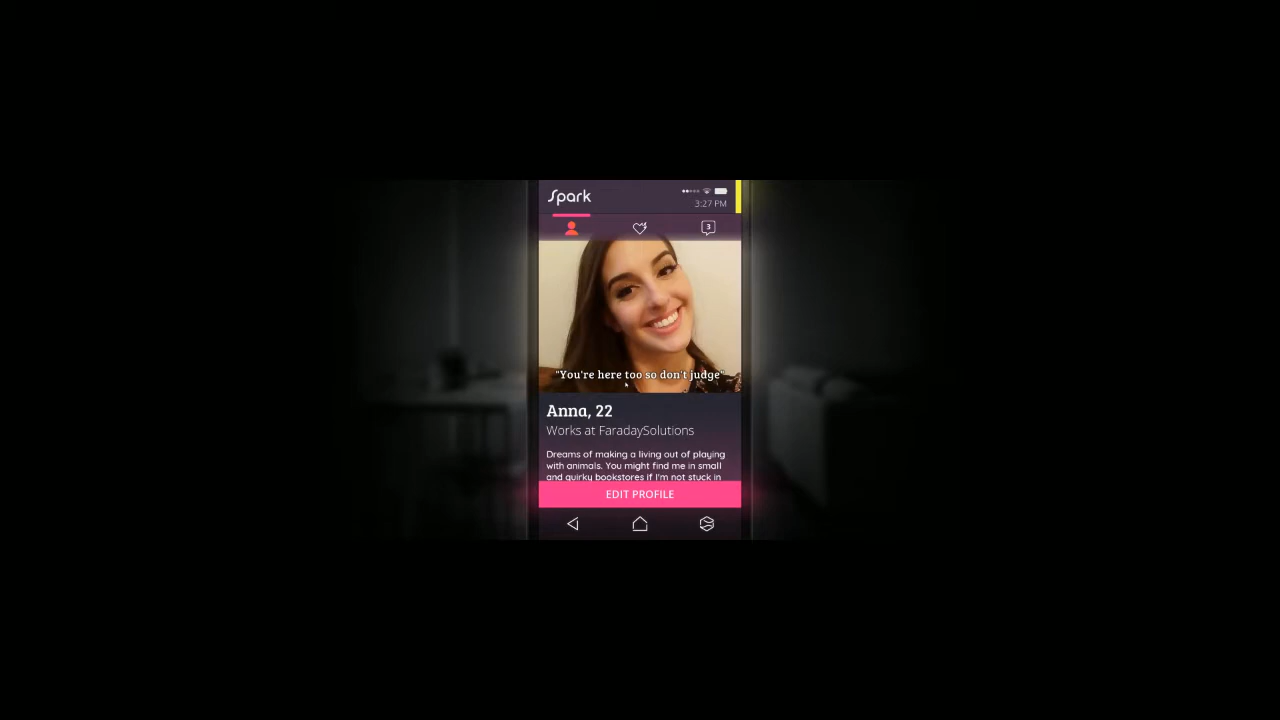 Spark
3:27 PM
3
"You're here too so don't judge"
Anna, 22
Works at FaradaySolutions
Dreams of making a living out of playing
with animals. You might find me in small
and quirky bookstores if I'm not stuck in
EDIT PROFILE